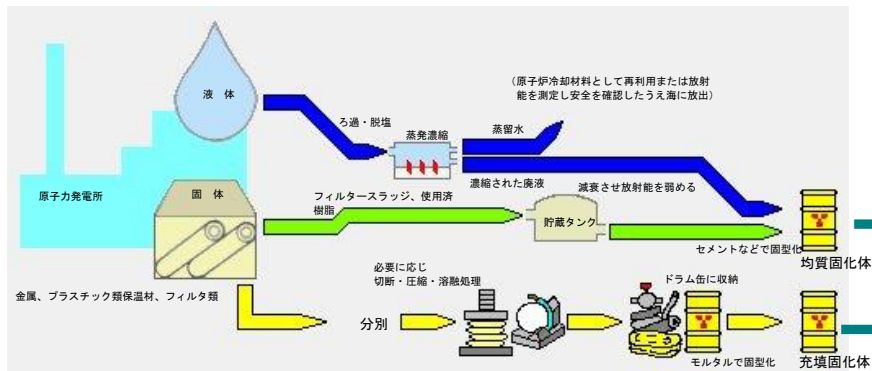 液 体
(原子炉冷却材料として再利用または放射
能を測定し安全を確認したうえ海に放出)
ろ過・脱塩
蒸発濃縮
蒸留水
濃縮された廃液
減衰させ放射能を弱める
原子力発電所
固 体
フィルタースラッジ、使用済
樹脂
貯蔵タンク
セメントなどで固型化
均質固化体
金属、プラスチック類保温材、フィルタ類
必要に応じ
切断・圧縮・溶融処理
分別
ドラム缶に収納
モルタルで固型化
充填固化体